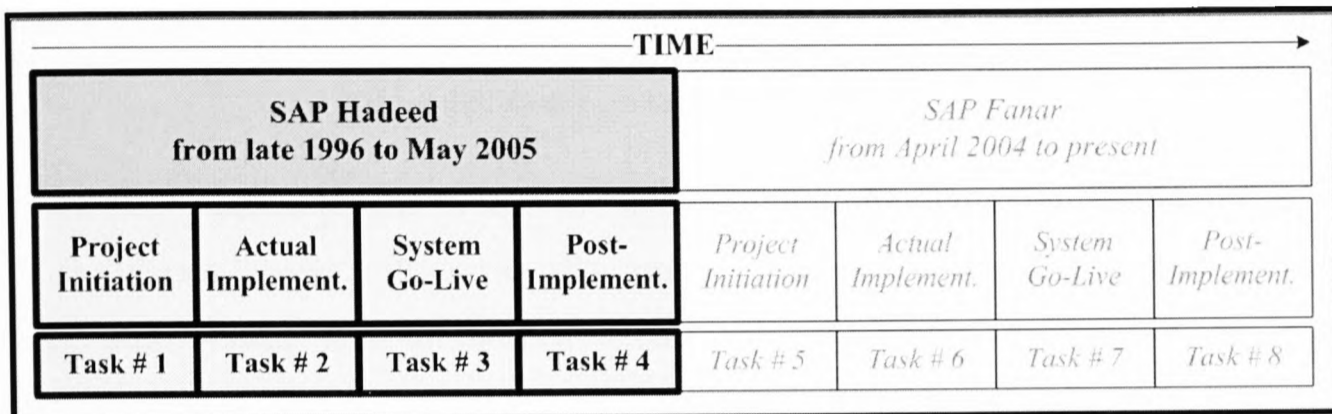 TIME
SAP Hadeed
from late 1996 to May 2005
SAP Fanar
from April 2004 to present
Project
Initiation
Actual
Implement.
System
Go-Live
Post-
Implement.
Project
Initiation
Actual
Implement.
System
Go-Live
Post-
Implement.
Task # 1
Task # 2
Task # 3
Task # 4
Task # 5
Task # 6
Task # 7
Task # 8